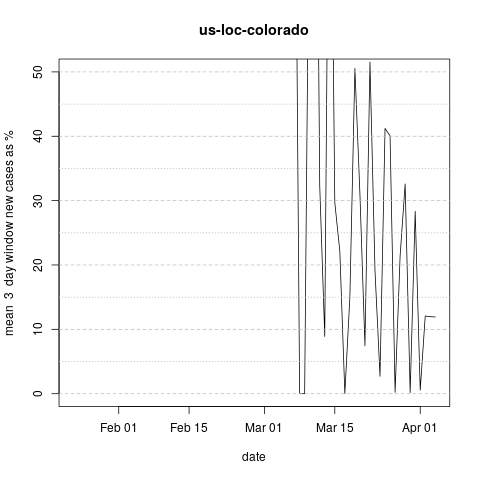 us-loc-colorado
mean  3  day window new cases as %
50
40
30
20
10
0
Feb 01
Feb 15
Mar 01
Mar 15
Apr 01
date